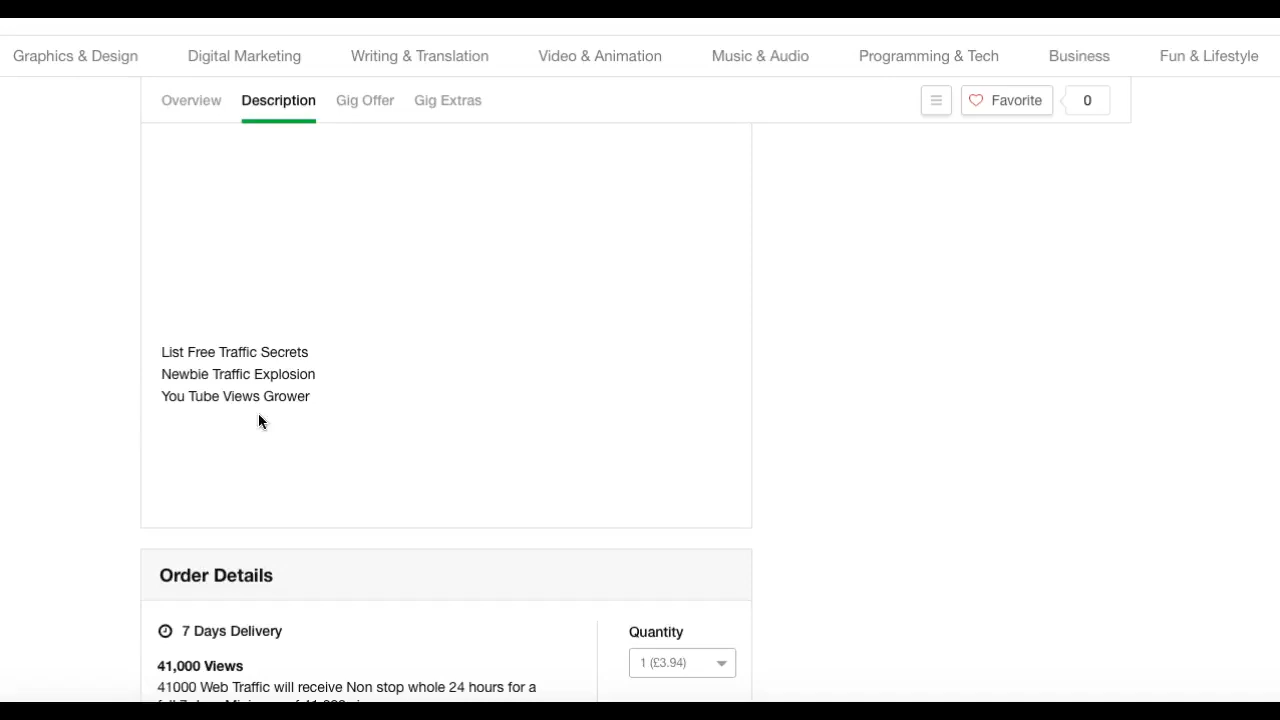 Graphics & Design Digital Marketing Writing & Translation Video & Animation Music & Audio Programming & Tech Business Fun & Lifestyle
Overview Description Gig Offer Gig Extras Favorite 0
List Free Traffic Secrets
Newbie Traffic Explosion
You Tube Views Grower
Order Details
7 Days Delivery Quantity
1 (£3.94)
41,000 Views
41000 Web Traffic will receive Non stop whole 24 hours for a